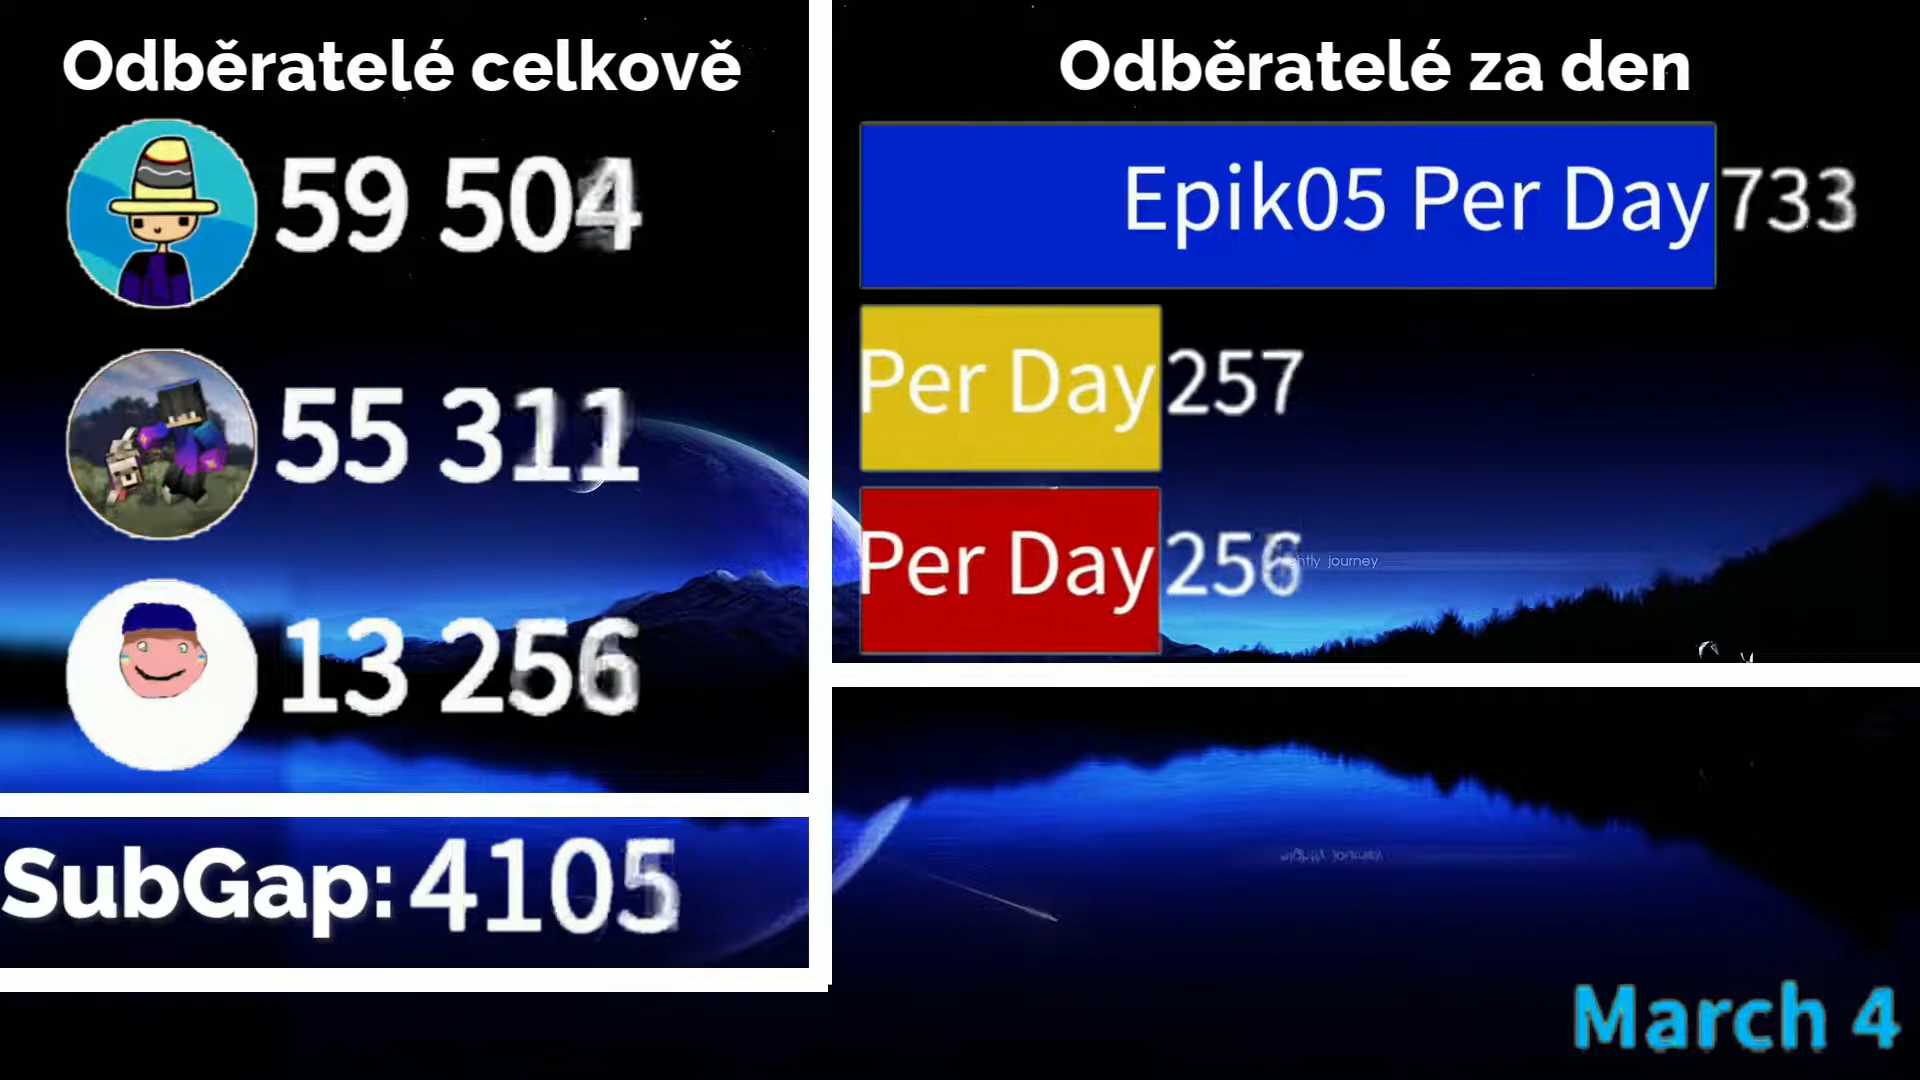 Odběratelé celkově
59 504
55 311
13 256
SubGap: 4105
Odběratelé za den
Epik05 Per Day 733
Per Day 257
Per Day 256
journey
March 4